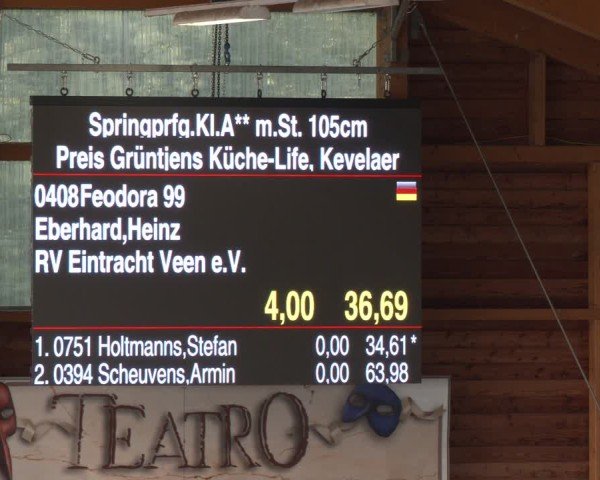 Springprfg.Kl.A** m.St. 105cm
Preis Grüntjens Küche-Life, Kevelaer
0408Feodora 99
Eberhard,Heinz
RV Eintracht Veen e.V.
4,00 36,69
1. 0751 Holtmanns,Stefan 0,00 34,61*
2. 0394 Scheuvens,Armin 0,00 63,98
TEATRO